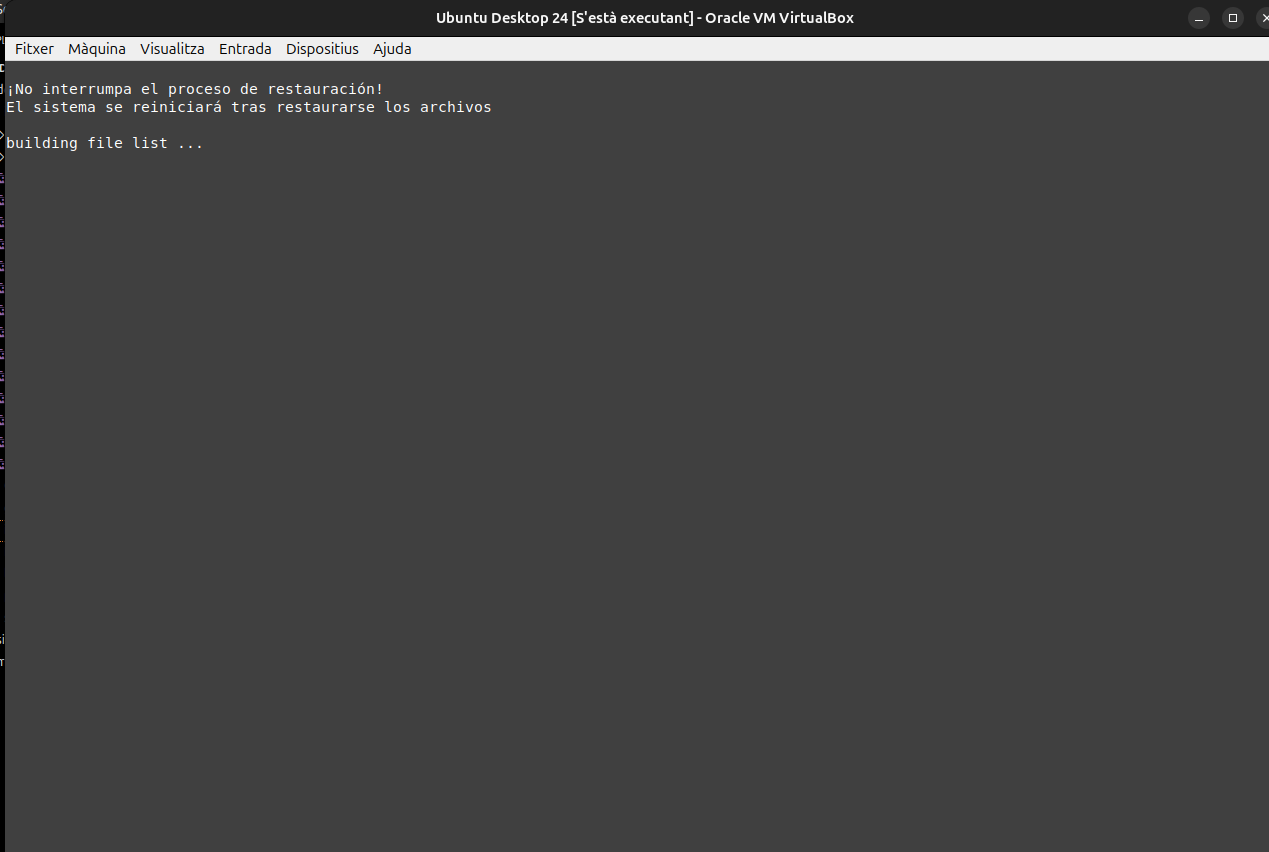 Ubuntu Desktop 24 [S'està executant] - Oracle VM VirtualBox
Fitxer Màquina Visualitza Entrada Dispositius Ajuda
¡No interrumpa el proceso de restauración!
El sistema se reiniciará tras restaurarse los archivos
building file list ...